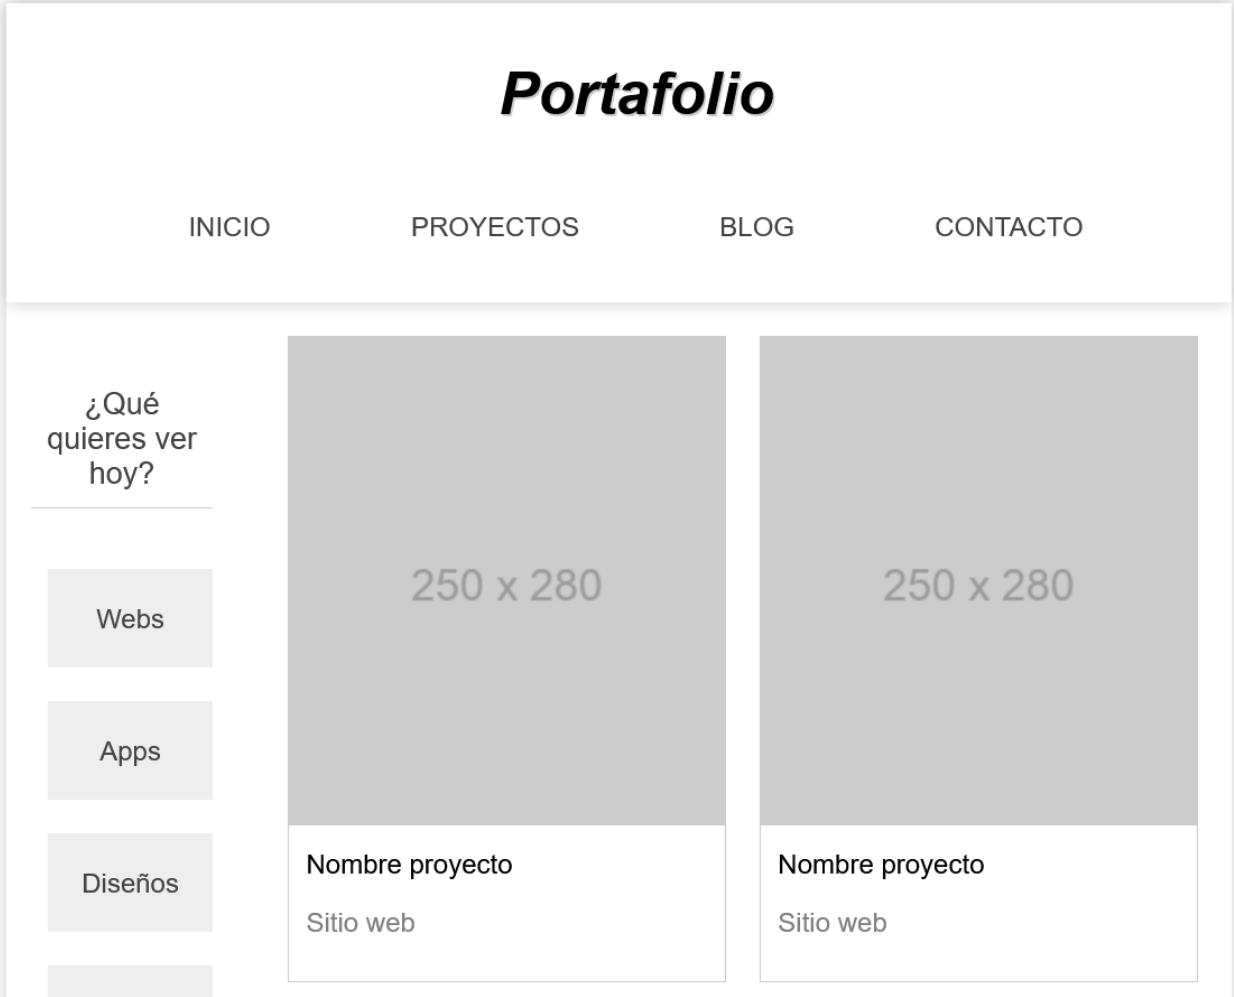 Portafolio
INICIO PROYECTOS BLOG CONTACTO
¿Qué
quieres ver
hoy?
Webs
Apps
Diseños
250 x 280
Nombre proyecto
Sitio web
250 x 280
Nombre proyecto
Sitio web